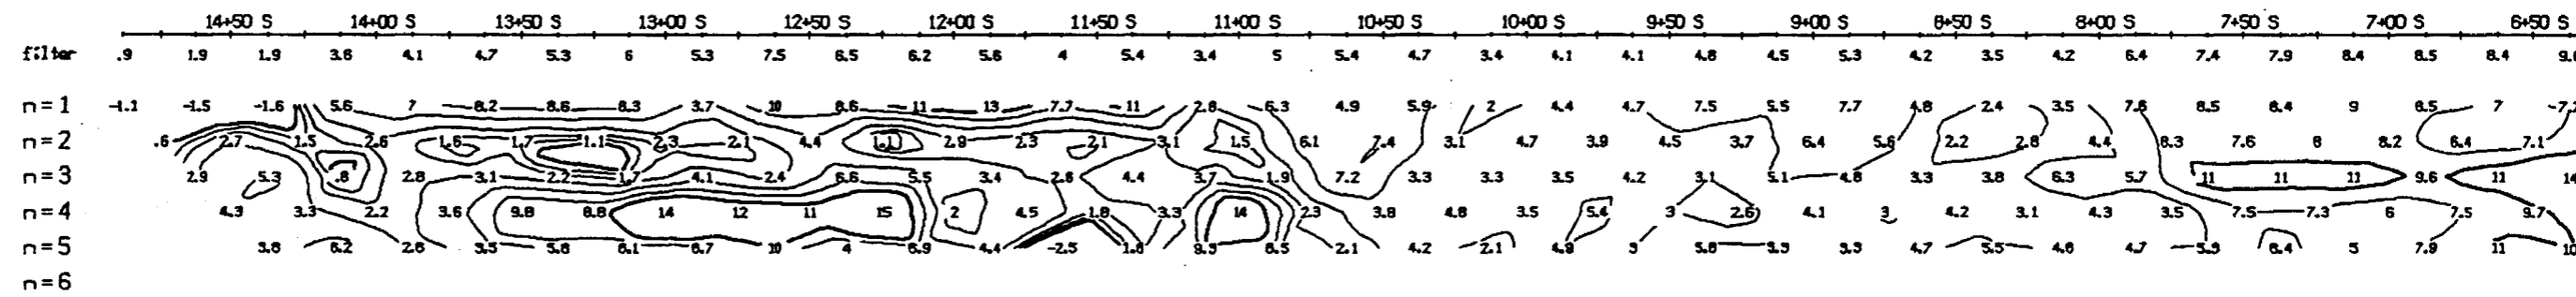 14+50 S 14+00 S 13+50 S 13+00 S 12+50 S 12+00 S 11+50 S 11+00 S 10+50 S 10+00 S 9+50 S 9+00 S 8+50 S 8+00 S 7+50 S 7+00 S 6+50 S
filter .9 1.9 1.9 3.6 4.1 4.7 5.3 6 5.3 7.5 6.5 6.2 5.6 4 5.4 3.4 5 5.4 4.7 3.4 4.1 4.1 4.8 4.5 5.3 4.2 3.5 4.2 6.4 7.4 7.9 8.4 8.5 8.4
n=1 -1.1 -1.5 -1.6 5.6 7 8.2 8.6 8.3 3.7 10 8.6 11 13 7.7 11 2.8 6.3 4.9 5.9 2 4.4 4.7 7.5 5.5 7.7 4.8 2.4 3.5 7.6 8.5 8.4 9 8.5 7
n=2 .6 2.7 1.5 2.6 1.6 1.7 1.1 2.3 2.1 4.4 1.1 2.9 2.3 2.1 3.1 1.5 6.1 7.4 3.1 4.7 3.9 4.5 3.7 6.4 5.6 2.2 2.8 4.4 8.3 7.6 8 8.2 6.4 7.1
n=3 2.9 5.3 .8 2.8 3.1 2.2 1.7 4.1 2.4 6.6 5.5 3.4 2.6 4.4 3.7 1.9 7.2 3.3 3.3 3.5 4.2 3.1 5.1 4.8 3.3 3.8 6.3 5.7 11 11 11 9.6 11 14
n=4 4.3 3.3 2.2 3.6 9.8 8.8 14 12 11 15 2 4.5 1.8 3.3 14 2.3 3.8 4.8 3.5 5.4 3 2.6 4.1 3 4.2 3.1 4.3 3.5 7.5 7.3 6 7.5 9.7
n=5 3.8 6.2 2.6 3.5 5.8 8.1 6.7 10 4 6.9 4.4 -2.5 1.8 9.3 6.5 2.1 4.2 2.1 4.9 3 5.8 3.3 3.3 4.7 5.5 4.6 4.7 5.9 6.4 5 7.9 11 10
n=6